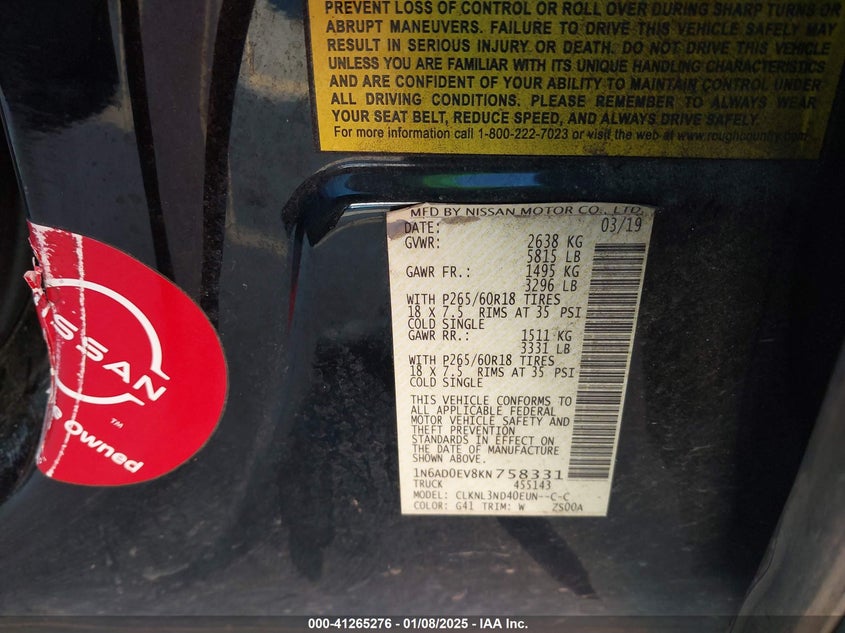 PREVENT LOSS OF CONTROL OR ROLL OVER DURING SHARP TURNS OR
ABRUPT MANEUVERS. FAILURE TO DRIVE THIS VEHICLE SAFELY MAY
RESULT IN SERIOUS INJURY OR DEATH. DO NOT DRIVE THIS VEHICLE
UNLESS YOU ARE FAMILIAR WITH ITS UNIQUE HANDLING CHARACTERISTICS
AND ARE CONFIDENT OF YOUR ABILITY TO MAINTAIN CONTROL UNDER
ALL DRIVING CONDITIONS. PLEASE REMEMBER TO ALWAYS WEAR
YOUR SEAT BELT, REDUCE SPEED, AND ALWAYS DRIVE SAFELY.
For more information call 1-800-222-7023 or visit the web at www.roughcountry.com
MFD BY NISSAN MOTOR CO., LTD.
DATE: 03/19
GVWR: 2638 KG
5815 LB
GAWR FR.: 1495 KG
3296 LB
WITH P265/60R18 TIRES
18 X 7.5 RIMS AT 35 PSI
COLD SINGLE
GAWR RR.: 1511 KG
3331 LB
WITH P265/60R18 TIRES
18 X 7.5 RIMS AT 35 PSI
COLD SINGLE
THIS VEHICLE CONFORMS TO
ALL APPLICABLE FEDERAL
MOTOR VEHICLE SAFETY AND
THEFT PREVENTION
STANDARDS IN EFFECT ON
THE DATE OF MANUFACTURE
SHOWN ABOVE.
1N6AD0EV8KN758331
TRUCK 455143
MODEL: CLKNL3ND40EUN--C-C
COLOR: G41 TRIM: W ZS00A
NISSAN
TM
Owned
000-41265276 - 01/08/2025 - IAA Inc.